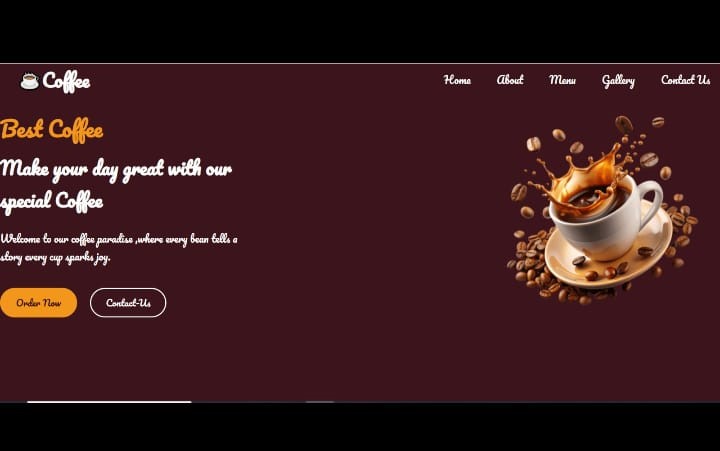 Coffee
Home About Menu Gallery Contact Us
Best Coffee
Make your day great with our
special Coffee
Welcome to our coffee paradise ,where every bean tells a
story every cup sparks joy.
Order Now Contact-Us